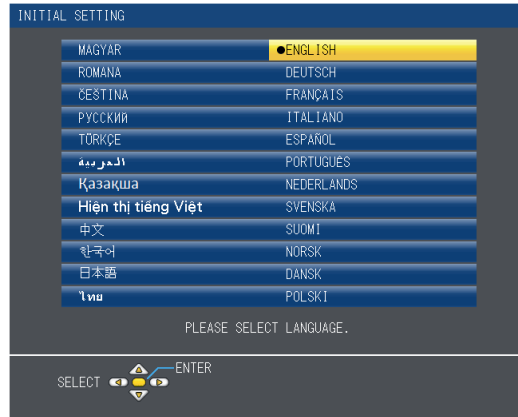 INITIAL SETTING
MAGYAR ●ENGLISH
ROMANA DEUTSCH
ČEŠTINA FRANÇAIS
РУССКИЙ ITALIANO
TÜRKÇE ESPAÑOL
العربية PORTUGUÊS
Қазақша NEDERLANDS
Hiện thị tiếng Việt SVENSKA
中文 SUOMI
한국어 NORSK
日本語 DANSK
ไทย POLSKI
PLEASE SELECT LANGUAGE.
ENTER
SELECT